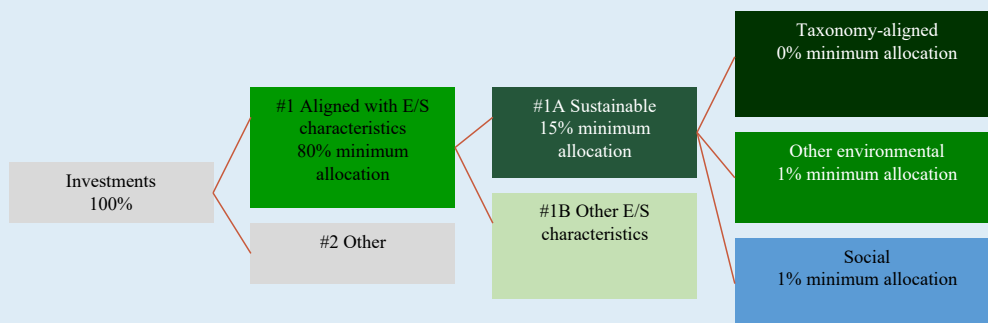 Investments
100%
#1 Aligned with E/S
characteristics
80% minimum
allocation
#2 Other
#1A Sustainable
15% minimum
allocation
#1B Other E/S
characteristics
Taxonomy-aligned
0% minimum allocation
Other environmental
1% minimum allocation
Social
1% minimum allocation